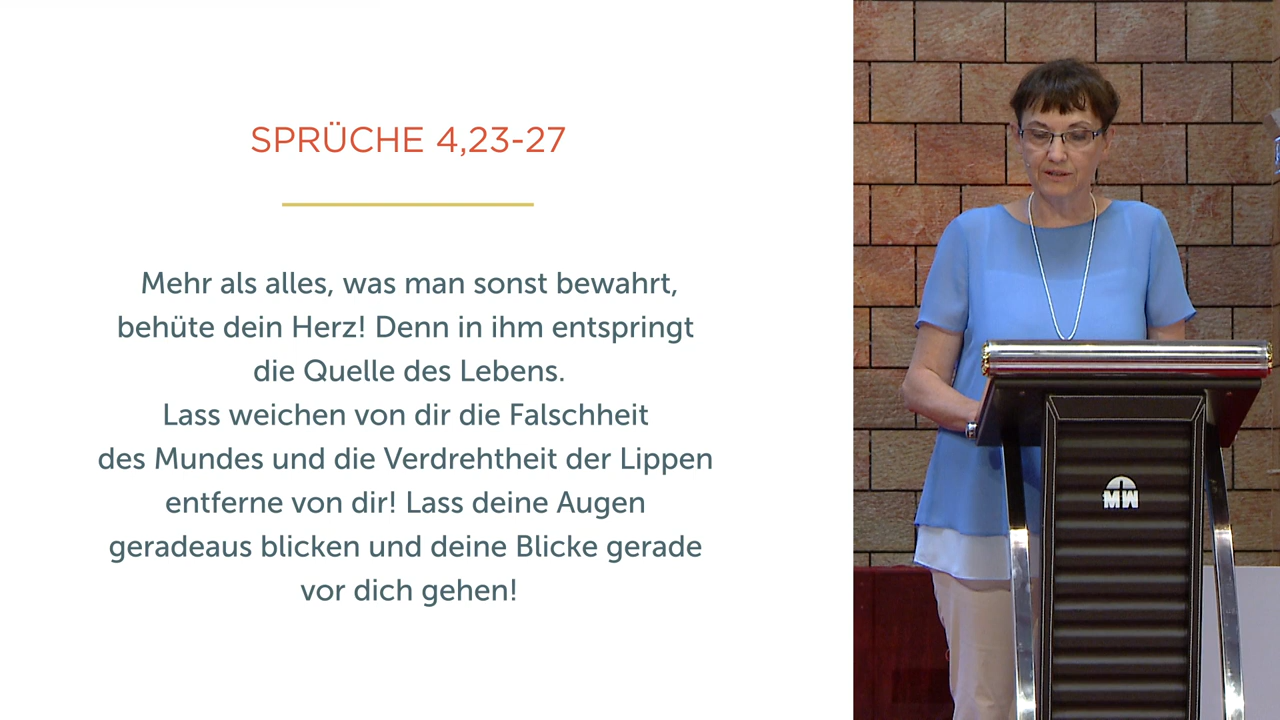 SPRÜCHE 4,23-27
Mehr als alles, was man sonst bewahrt,
behüte dein Herz! Denn in ihm entspringt
die Quelle des Lebens.
Lass weichen von dir die Falschheit
des Mundes und die Verdrehtheit der Lippen
entferne von dir! Lass deine Augen
geradeaus blicken und deine Blicke gerade
vor dich gehen!
MW